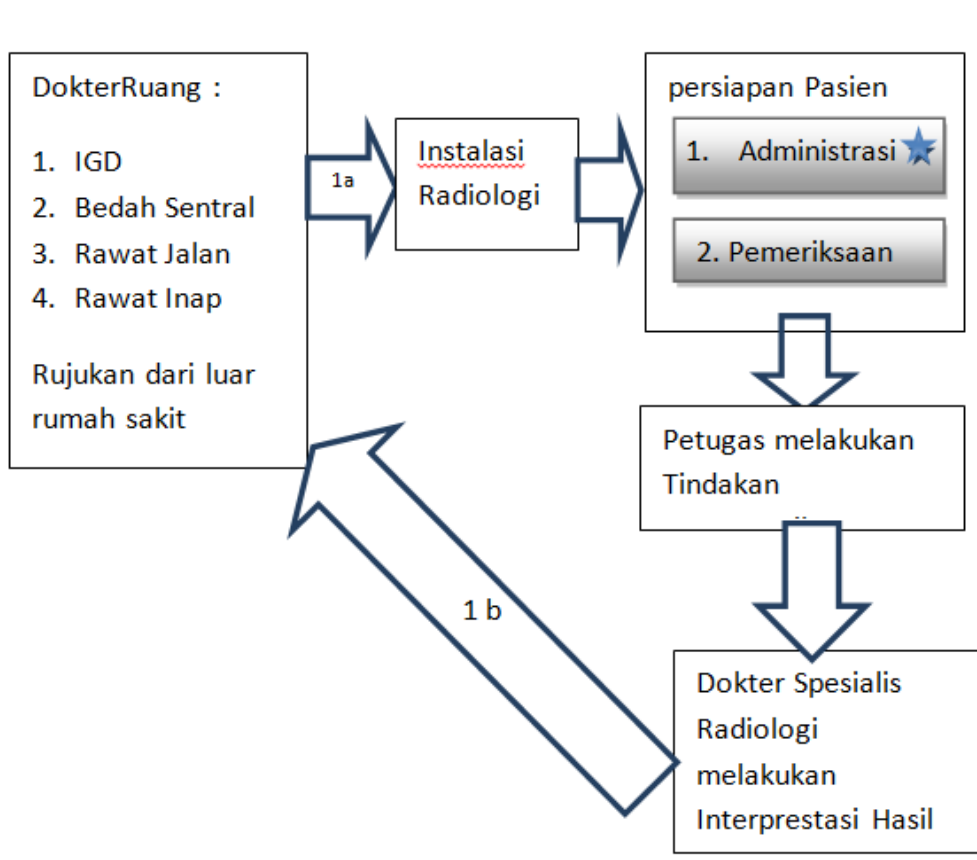 DokterRuang :
1. IGD
2. Bedah Sentral
3. Rawat Jalan
4. Rawat Inap
Rujukan dari luar
rumah sakit
1a
Instalasi
Radiologi
persiapan Pasien
1. Administrasi
2. Pemeriksaan
Petugas melakukan
Tindakan
1 b
Dokter Spesialis
Radiologi
melakukan
Interprestasi Hasil